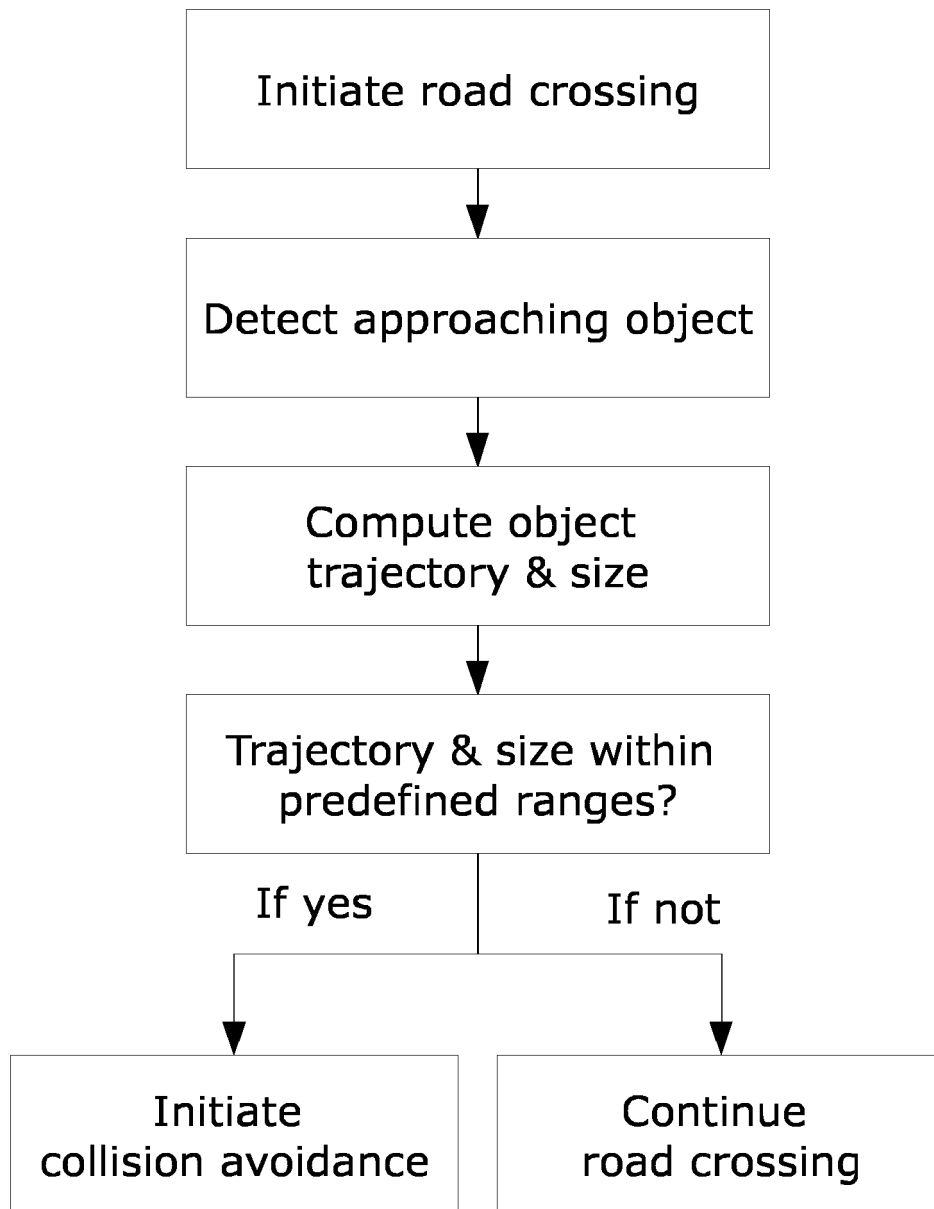 Initiate road crossing
Detect approaching object
Compute object
trajectory & size
Trajectory & size within
predefined ranges?
If yes
If not
Initiate
collision avoidance
Continue
road crossing